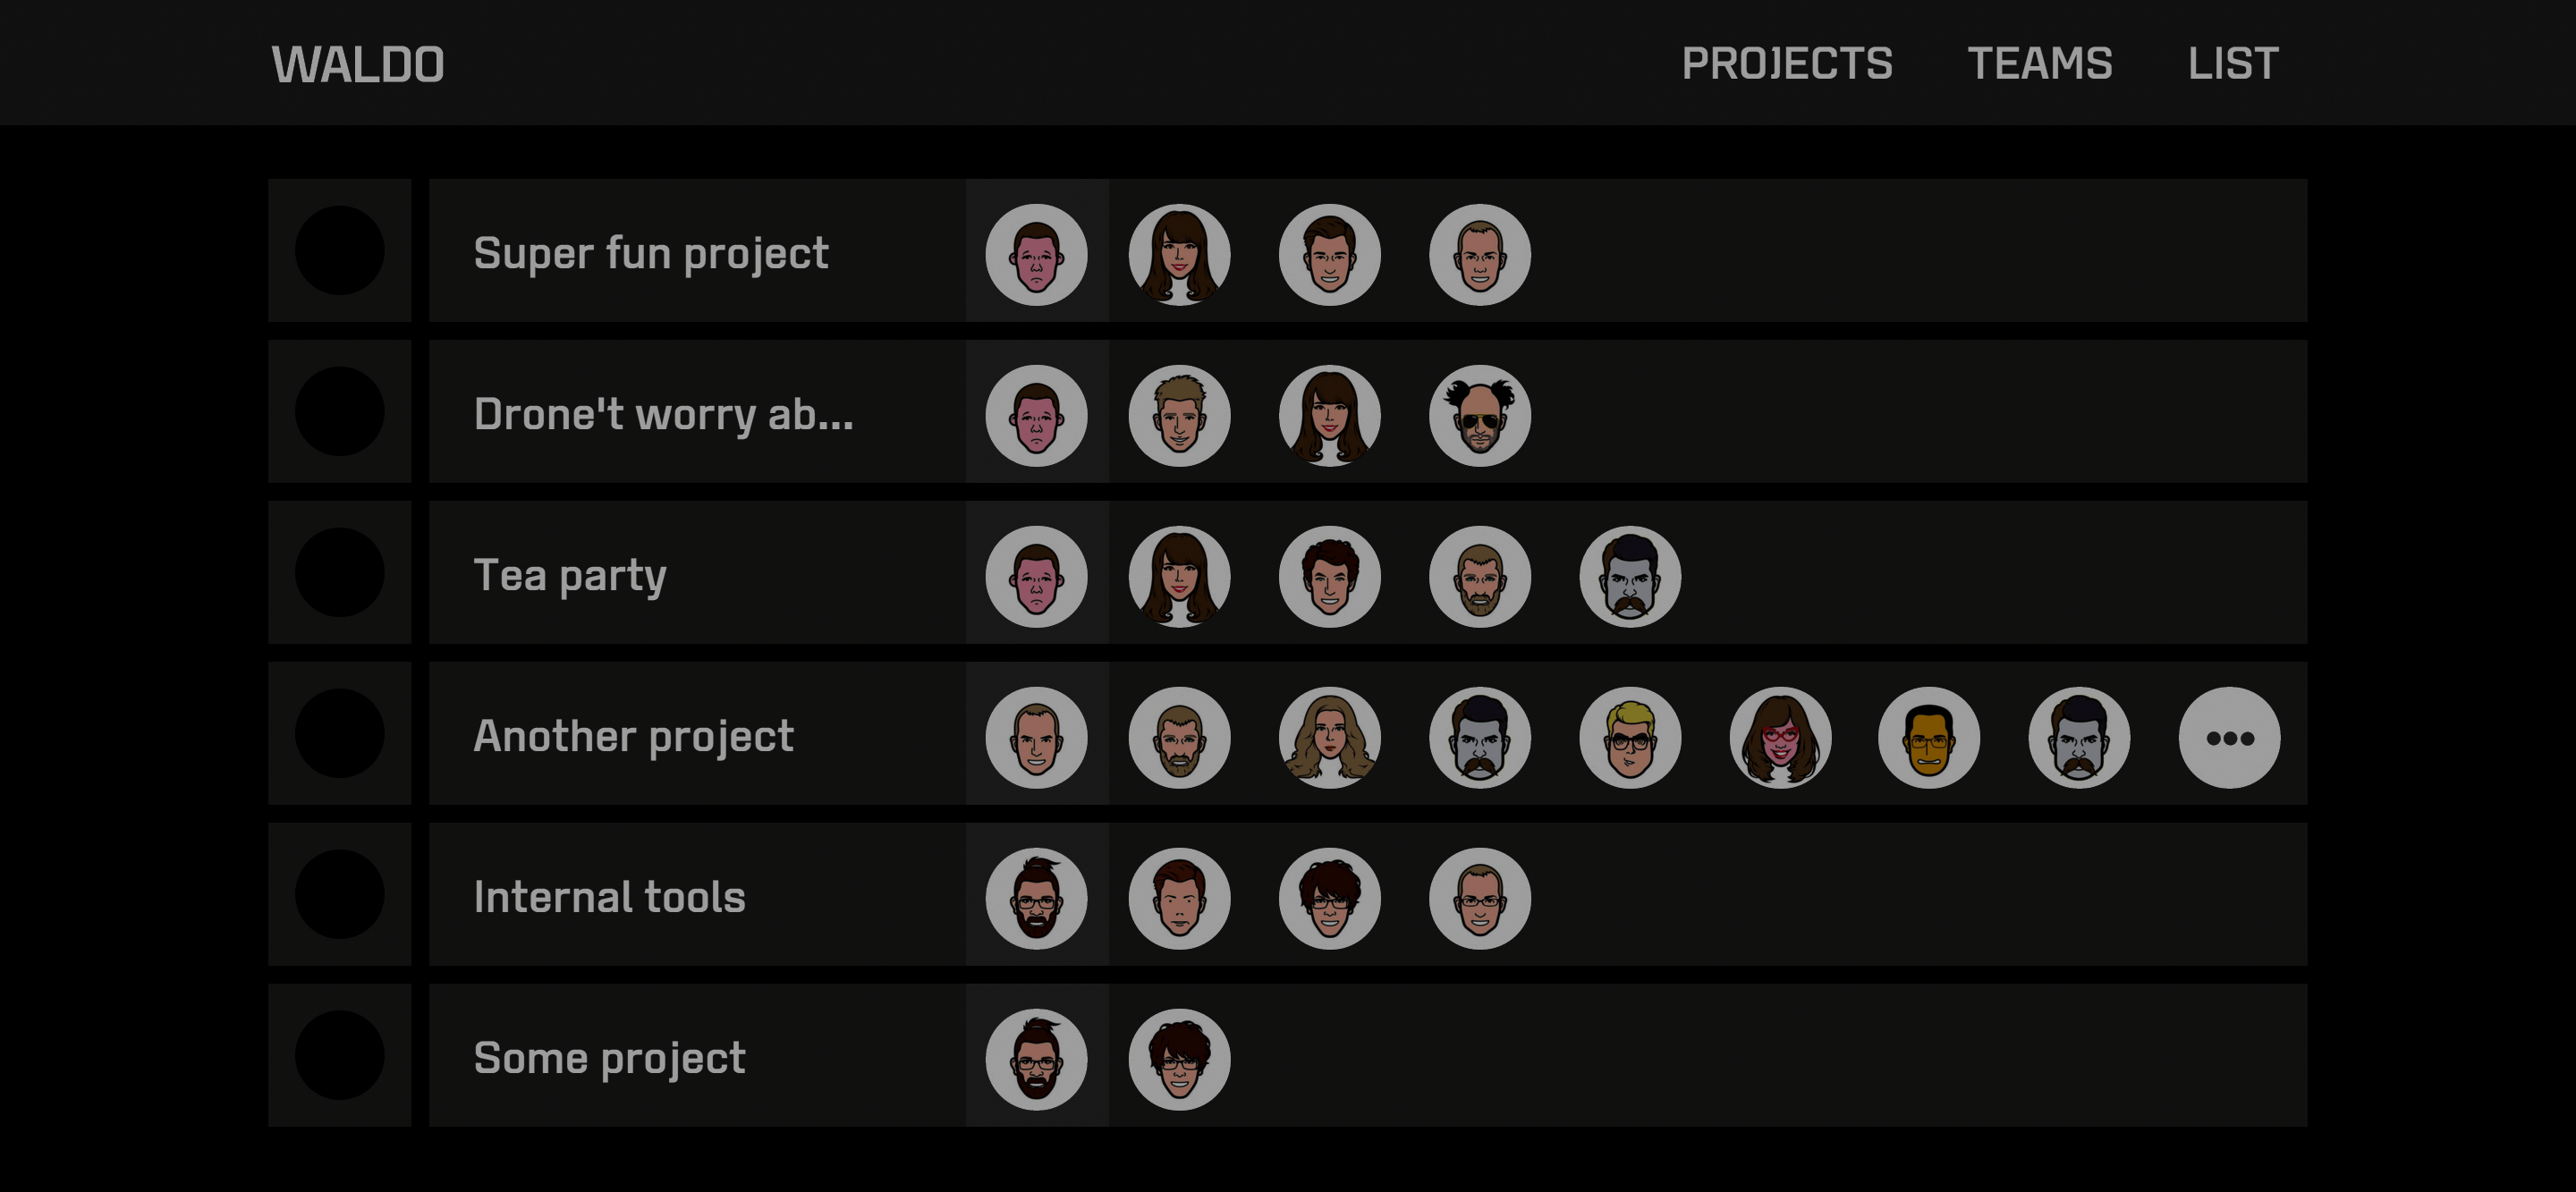 WALDO
PROJECTS TEAMS LIST
Super fun project
Drone't worry ab...
Tea party
Another project
Internal tools
Some project